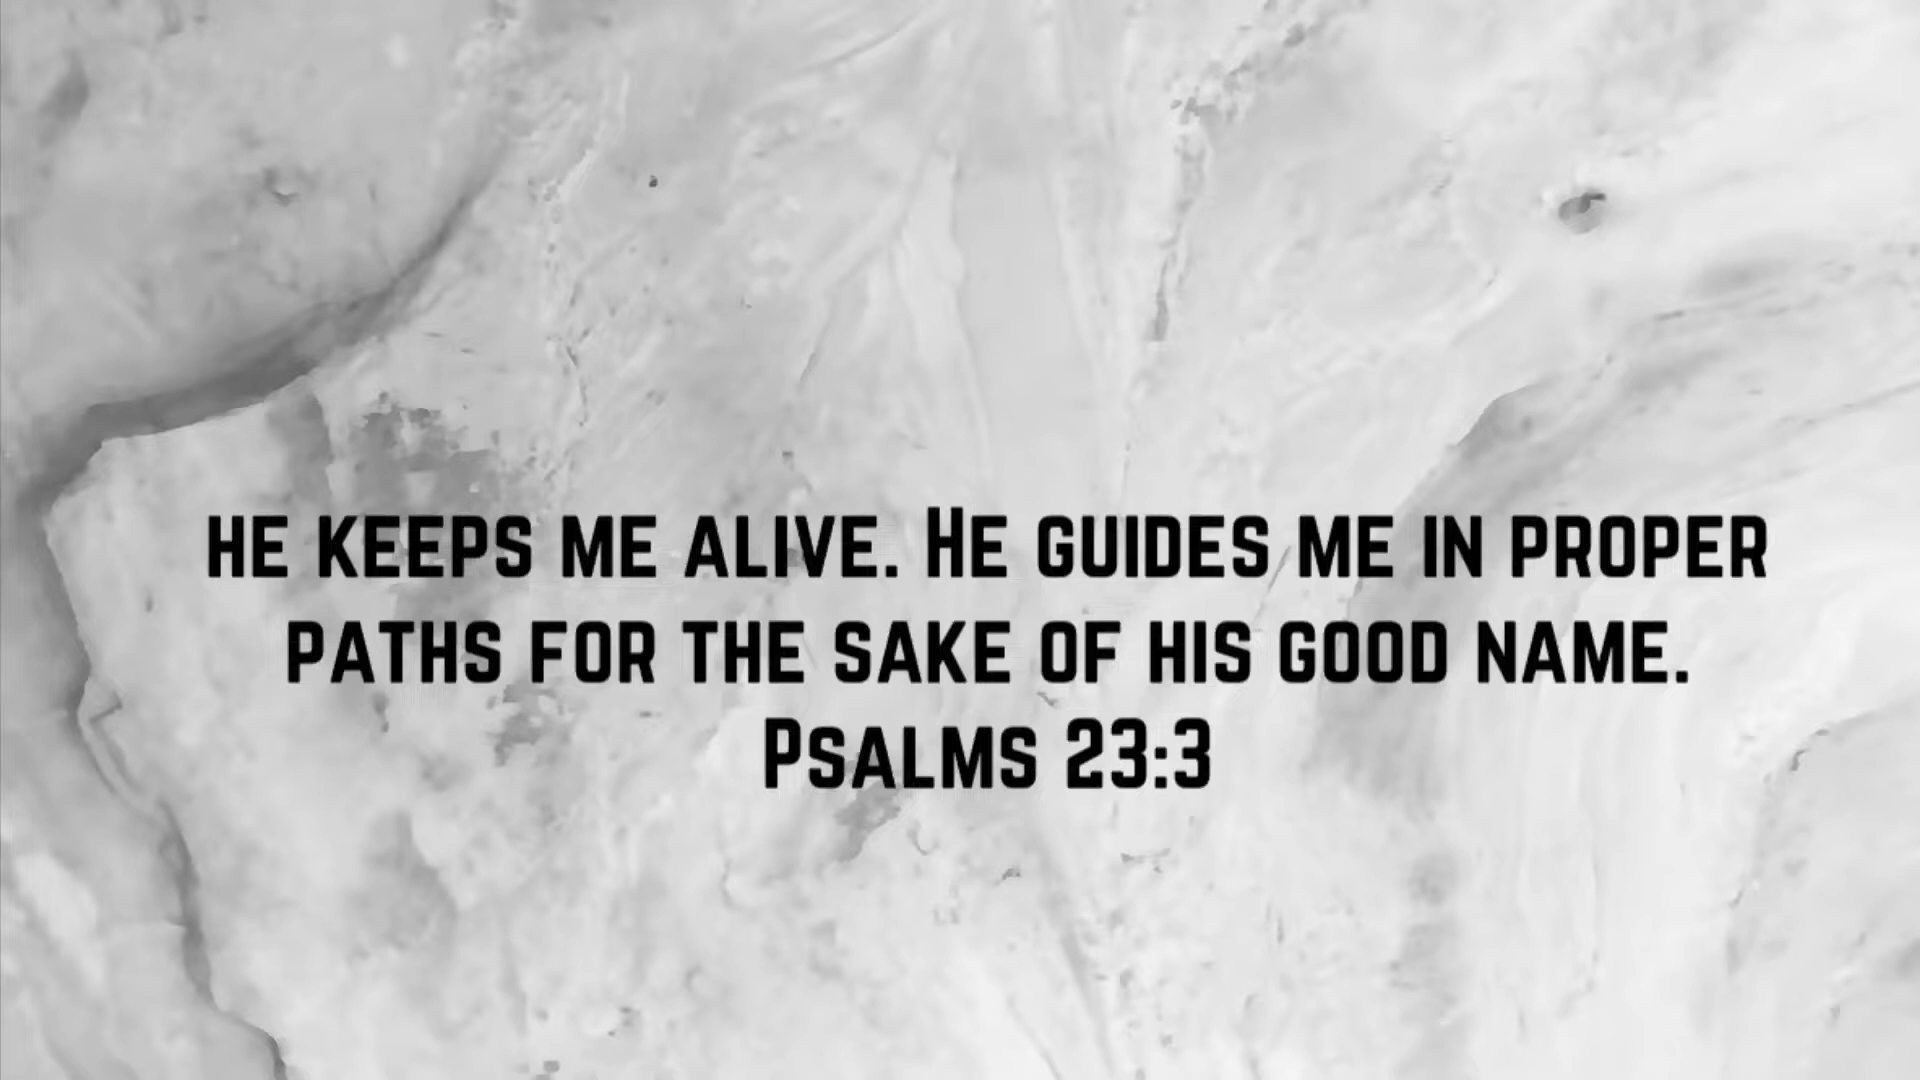 he keeps me alive. He guides me in proper
paths for the sake of his good name.
Psalms 23:3